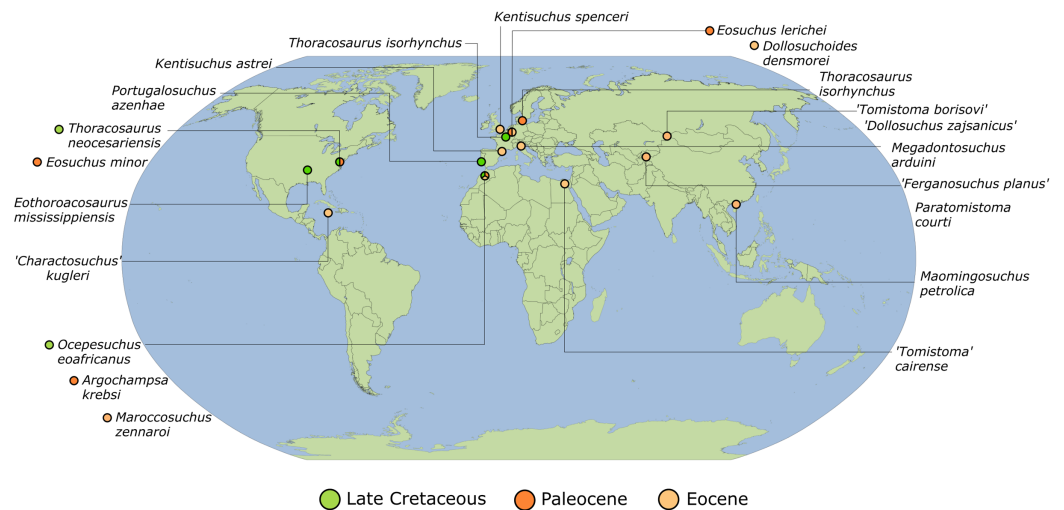 Kentisuchus spenceri
Eosuchus lerichei
Thoracosaurus isorhynchus
Dollosuchoides
densmorei
Kentisuchus astrei
Thoracosaurus
isorhynchus
Portugalosuchus
azenhae
'Tomistoma borisovi'
'Dollosuchus zajsanicus'
Thoracosaurus
neocesariensis
Megadontosuchus
arduini
Eosuchus minor
'Ferganosuchus planus'
Eothoroacosaurus
mississippiensis
Paratomistoma
courti
'Charactosuchus'
kugleri
Maomingosuchus
petrolica
Ocepesuchus
eoafricanus
'Tomistoma'
cairense
Argochampsa
krebsi
Maroccosuchus
zennaroi
Late Cretaceous
Paleocene
Eocene